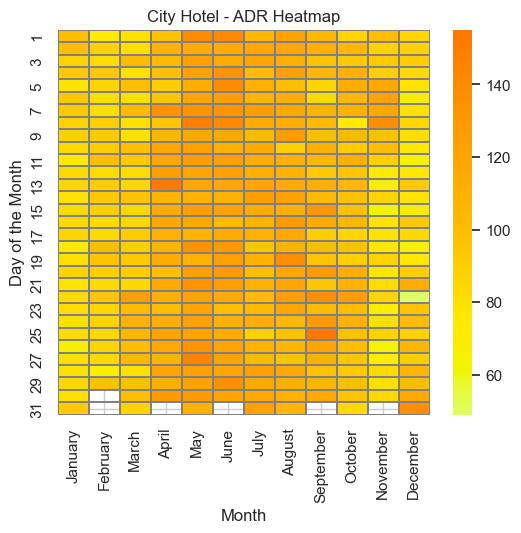 City Hotel - ADR Heatmap
Day of the Month
1
3
5
7
9
11
13
15
17
19
21
23
25
27
29
31
January
February
March
April
May
June
July
August
September
October
November
December
Month
140
120
100
80
60